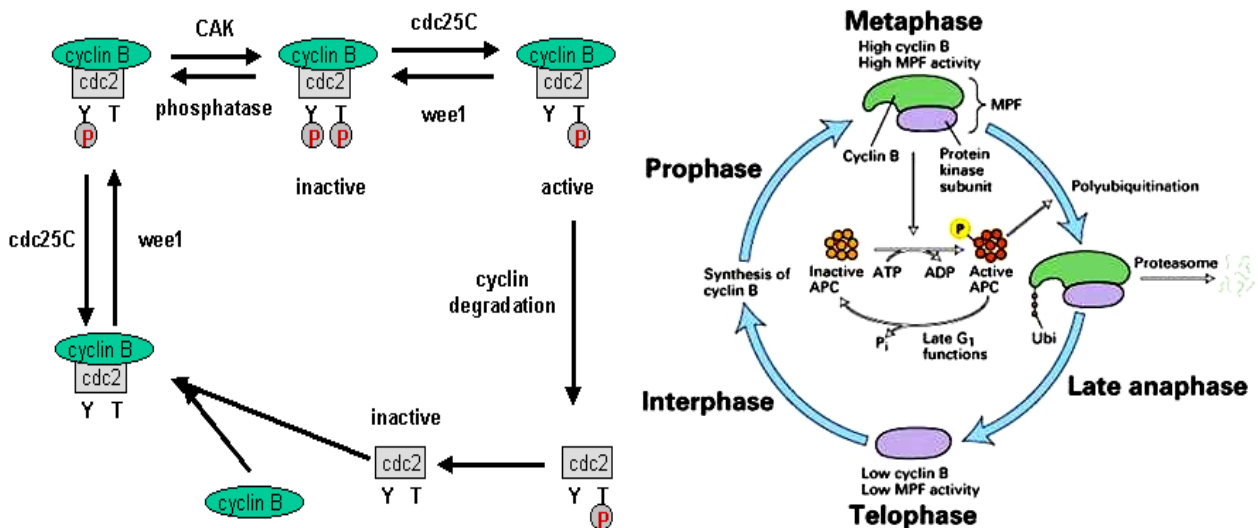 CAK
cdc25C
cyclin B
cdc2
Y T
P
phosphatase
cyclin B
cdc2
Y T
P P
wee1
cyclin B
cdc2
Y T
P
inactive
active
cdc25C
wee1
cyclin
degradation
cyclin B
cdc2
Y T
inactive
cdc2
Y T
cdc2
Y T
P
cyclin B
Metaphase
High cyclin B
High MPF activity
MPF
Cyclin B
Protein
kinase
subunit
Prophase
Polyubiquitination
P
Synthesis of
cyclin B
Inactive
APC
ATP
ADP
Active
APC
Proteasome
Pi
Late G1
functions
Ubi
Interphase
Late anaphase
Low cyclin B
Low MPF activity
Telophase